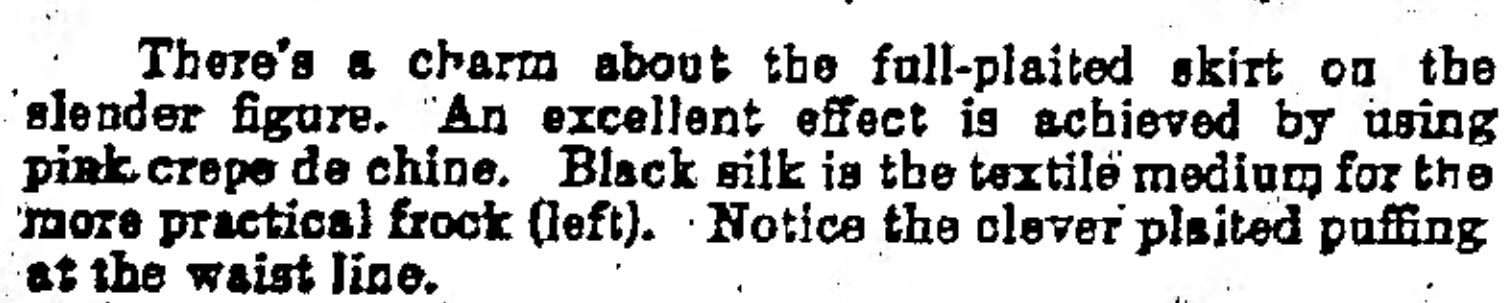 There's a charm about the full-plaited skirt on the
slender figure. An excellent effect is achieved by using
pink crepe de chine. Black silk is the textile medium for the
more practical frock (left). Notice the clever plaited puffing
at the waist line.